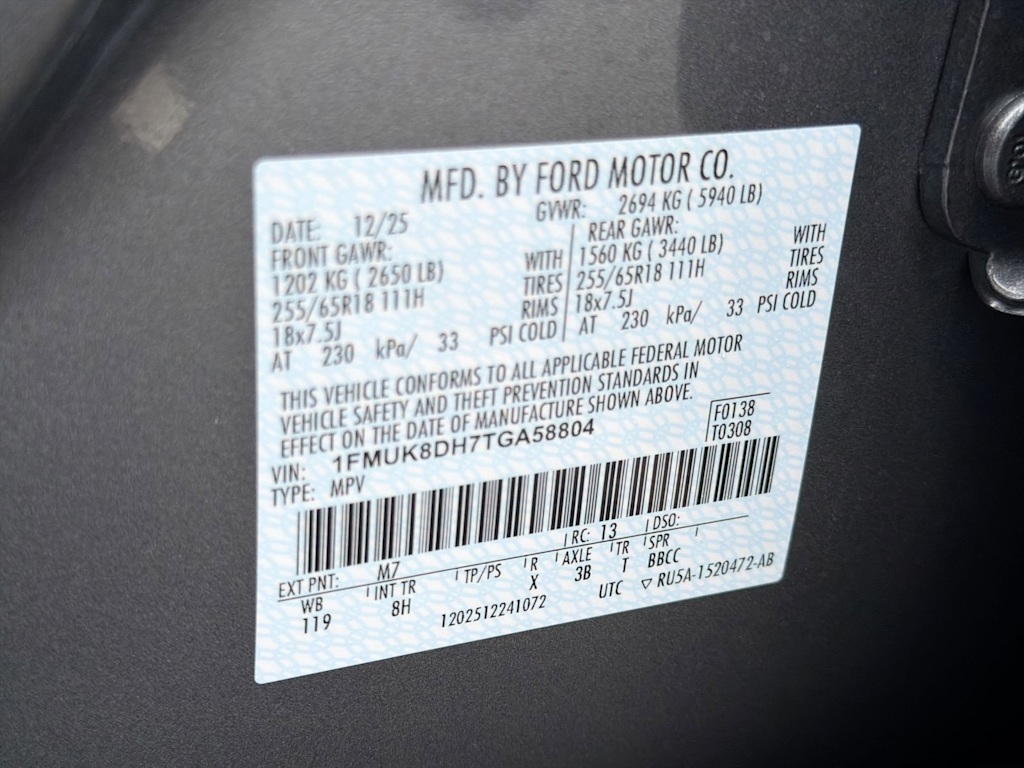 MFD. BY FORD MOTOR CO.
DATE: 12/25 GVWR: 2694 KG ( 5940 LB)
FRONT GAWR: REAR GAWR:
1202 KG ( 2650 LB) WITH 1560 KG ( 3440 LB) WITH
255/65R18 111H TIRES 255/65R18 111H TIRES
18x7.5J RIMS 18x7.5J RIMS
AT 230 kPa/ 33 PSI COLD AT 230 kPa/ 33 PSI COLD
THIS VEHICLE CONFORMS TO ALL APPLICABLE FEDERAL MOTOR
VEHICLE SAFETY AND THEFT PREVENTION STANDARDS IN
EFFECT ON THE DATE OF MANUFACTURE SHOWN ABOVE.
VIN: 1FMUK8DH7TGA58804 F0138
TYPE: MPV T0308
EXT PNT: M7 RC: 13 DSO:
WB INT TR TP/PS R AXLE TR SPR
119 8H X 3B T BBCC
1202512241072 UTC ▽ RU5A-1520472-AB